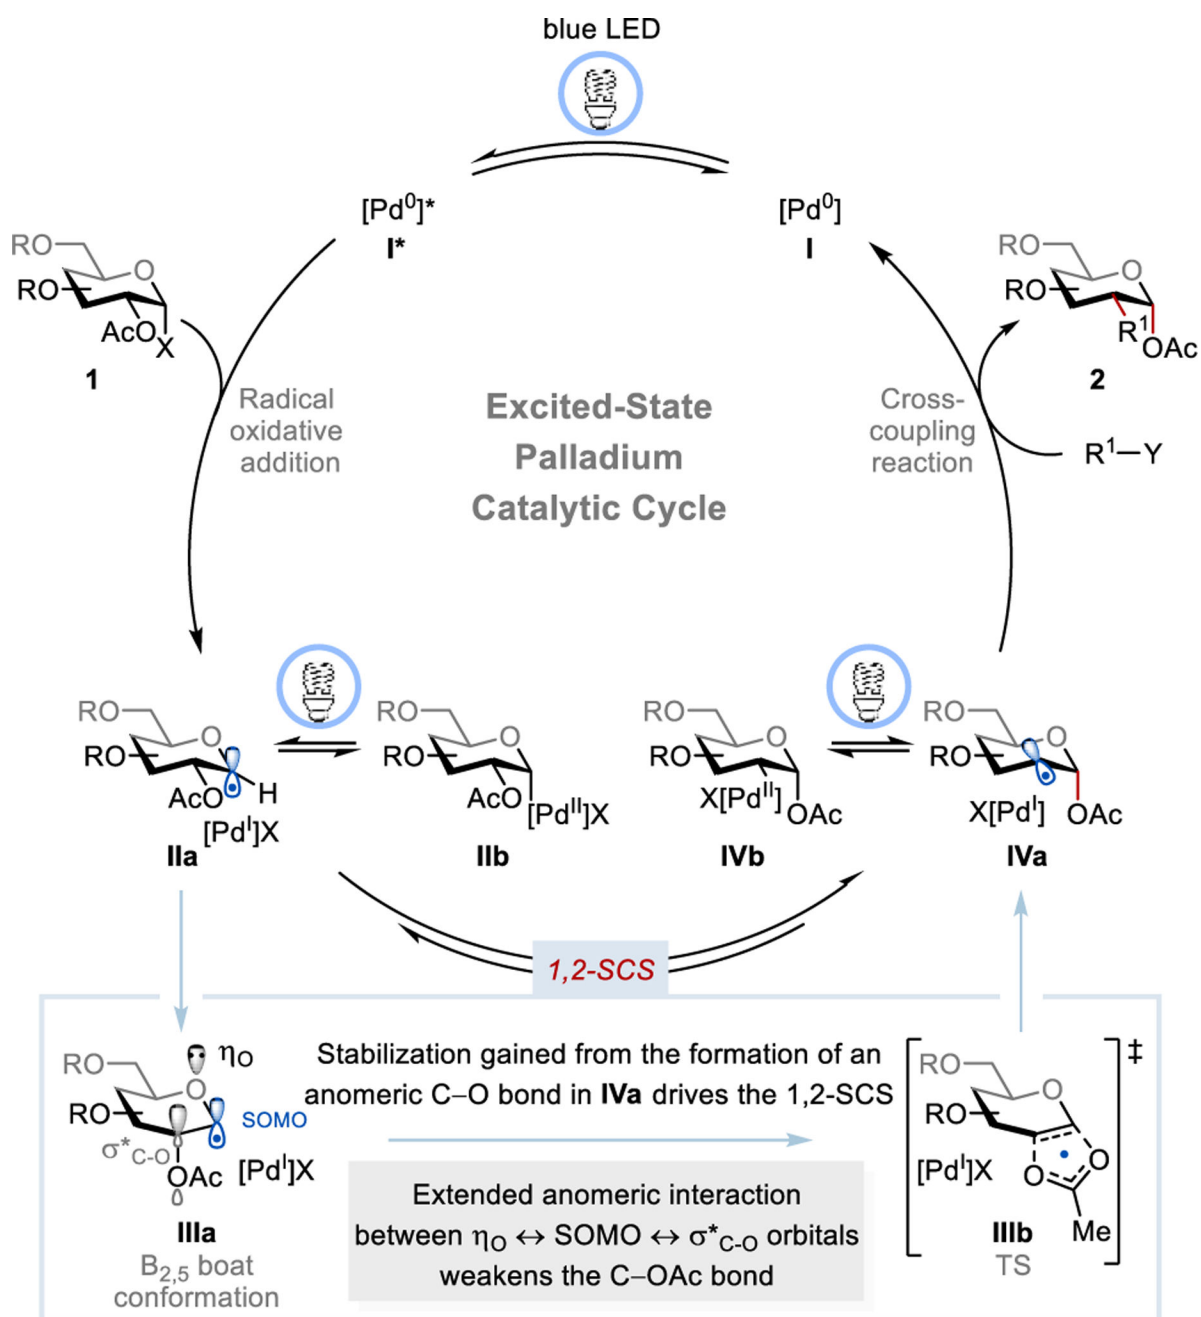 blue LED
[Pd⁰]*
I*
[Pd⁰]
I
RO
O
RO
AcO
X
1
Radical
oxidative
addition
Excited-State
Palladium
Catalytic Cycle
Cross-
coupling
reaction
RO
O
RO
R¹
OAc
2
R¹–Y
RO
O
RO
AcO
H
[Pdᴵ]X
IIa
RO
O
RO
AcO
[Pdᴵᴵ]X
IIb
RO
O
RO
X[Pdᴵᴵ]
OAc
IVb
RO
O
RO
X[Pdᴵ]
OAc
IVa
1,2-SCS
RO
ηO
O
RO
SOMO
σ*C-O
OAc
[Pdᴵ]X
IIIa
B2,5 boat
conformation
Stabilization gained from the formation of an
anomeric C–O bond in IVa drives the 1,2-SCS
Extended anomeric interaction
between ηO ↔ SOMO ↔ σ*C-O orbitals
weakens the C–OAc bond
RO
O
RO
[Pdᴵ]X
O
O
Me
IIIb
TS
‡